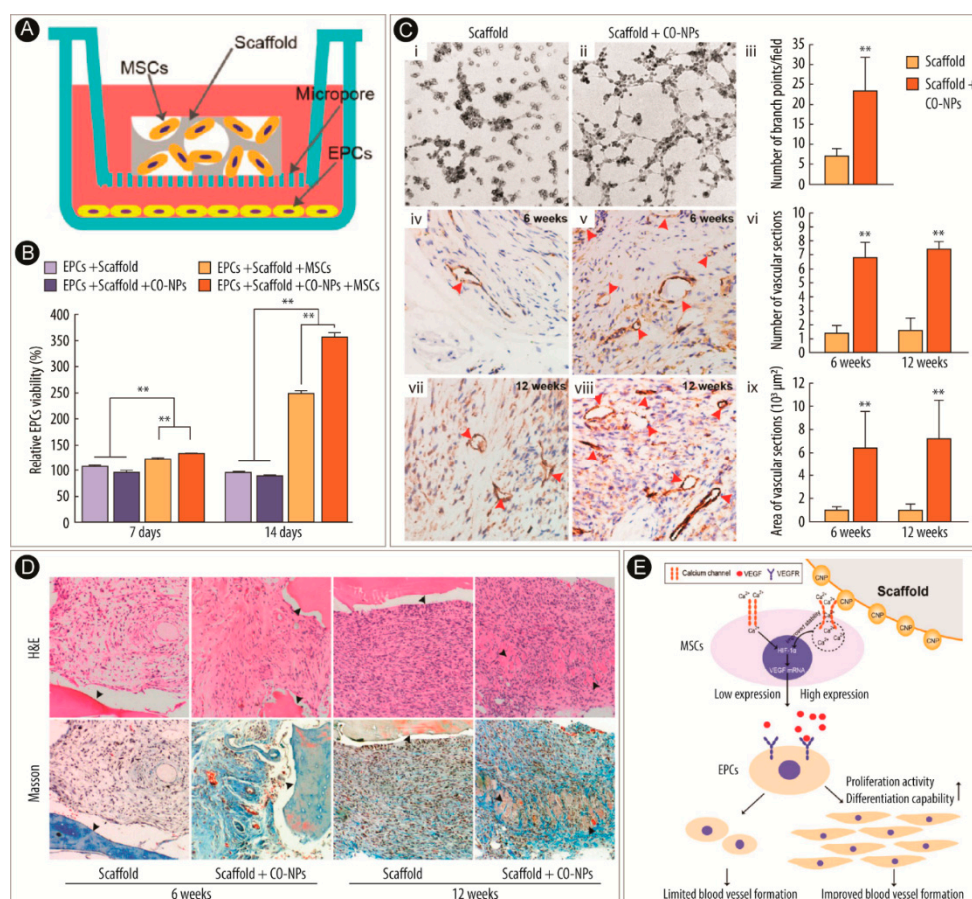 A
Scaffold
MSCs
Micropore
EPCs
B
EPCs +Scaffold
EPCs +Scaffold +MSCs
EPCs +Scaffold +CO-NPs
EPCs +Scaffold +CO-NPs +MSCs
Relative EPCs viability (%)
400
350
300
250
200
150
100
50
0
**
**
**
**
7 days
14 days
C
Scaffold
Scaffold + CO-NPs
i
ii
iii
Number of branch points/field
35
30
25
20
15
10
5
0
**
Scaffold
Scaffold +
CO-NPs
iv
6 weeks
v
6 weeks
vi
Number of vascular sections
9
8
7
6
5
4
3
2
1
0
**
**
6 weeks
12 weeks
vii
12 weeks
viii
12 weeks
ix
Area of vascular sections (10³ μm²)
12
10
8
6
4
2
0
**
**
6 weeks
12 weeks
D
H&E
Masson
Scaffold
Scaffold + CO-NPs
Scaffold
Scaffold + CO-NPs
6 weeks
12 weeks
E
Calcium channel
VEGF
VEGFR
CNP
CNP
CNP
CNP
CNP
Scaffold
MSCs
HIF-1α
VEGF mRNA
Low expression
High expression
EPCs
Proliferation activity
Differentiation capability
Limited blood vessel formation
Improved blood vessel formation